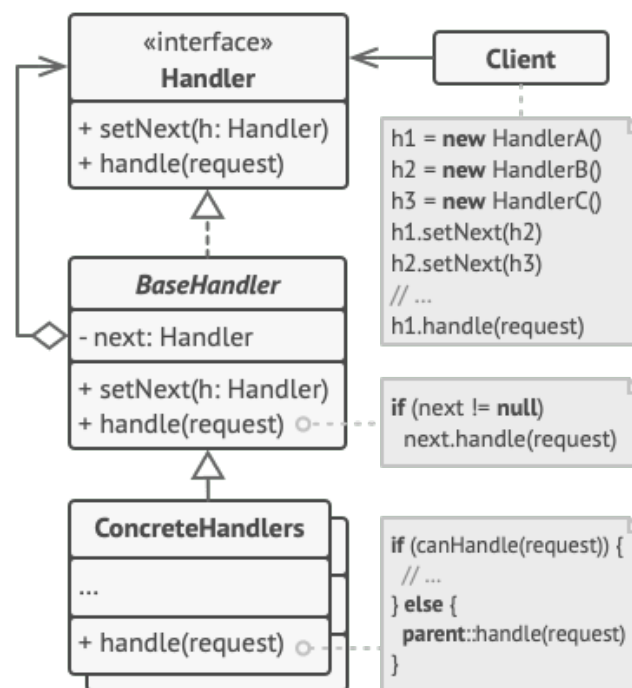 «interface»
Handler
+ setNext(h: Handler)
+ handle(request)
Client
h1 = new HandlerA()
h2 = new HandlerB()
h3 = new HandlerC()
h1.setNext(h2)
h2.setNext(h3)
// ...
h1.handle(request)
BaseHandler
- next: Handler
+ setNext(h: Handler)
+ handle(request)
if (next != null)
next.handle(request)
ConcreteHandlers
...
+ handle(request)
if (canHandle(request)) {
// ...
} else {
parent::handle(request)
}